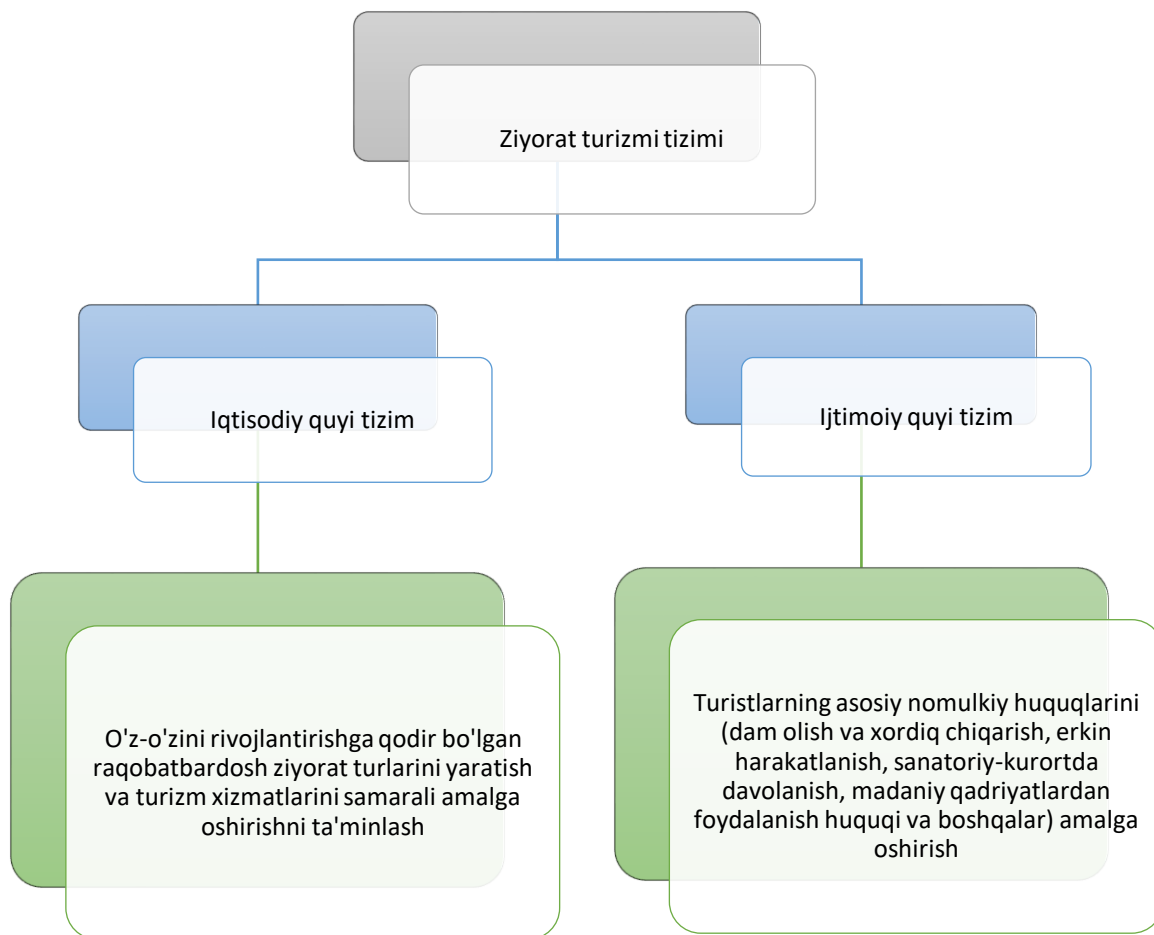 Ziyorat turizmi tizimi
Iqtisodiy quyi tizim
Ijtimoiy quyi tizim
O'z-o'zini rivojlantirishga qodir bo'lgan
raqobatbardosh ziyorat turlarini yaratish
va turizm xizmatlarini samarali amalga
oshirishni ta'minlash
Turistlarning asosiy nomulkiy huquqlarini
(dam olish va xordiq chiqarish, erkin
harakatlanish, sanatoriy-kurortda
davolanish, madaniy qadriyatlardan
foydalanish huquqi va boshqalar) amalga
oshirish